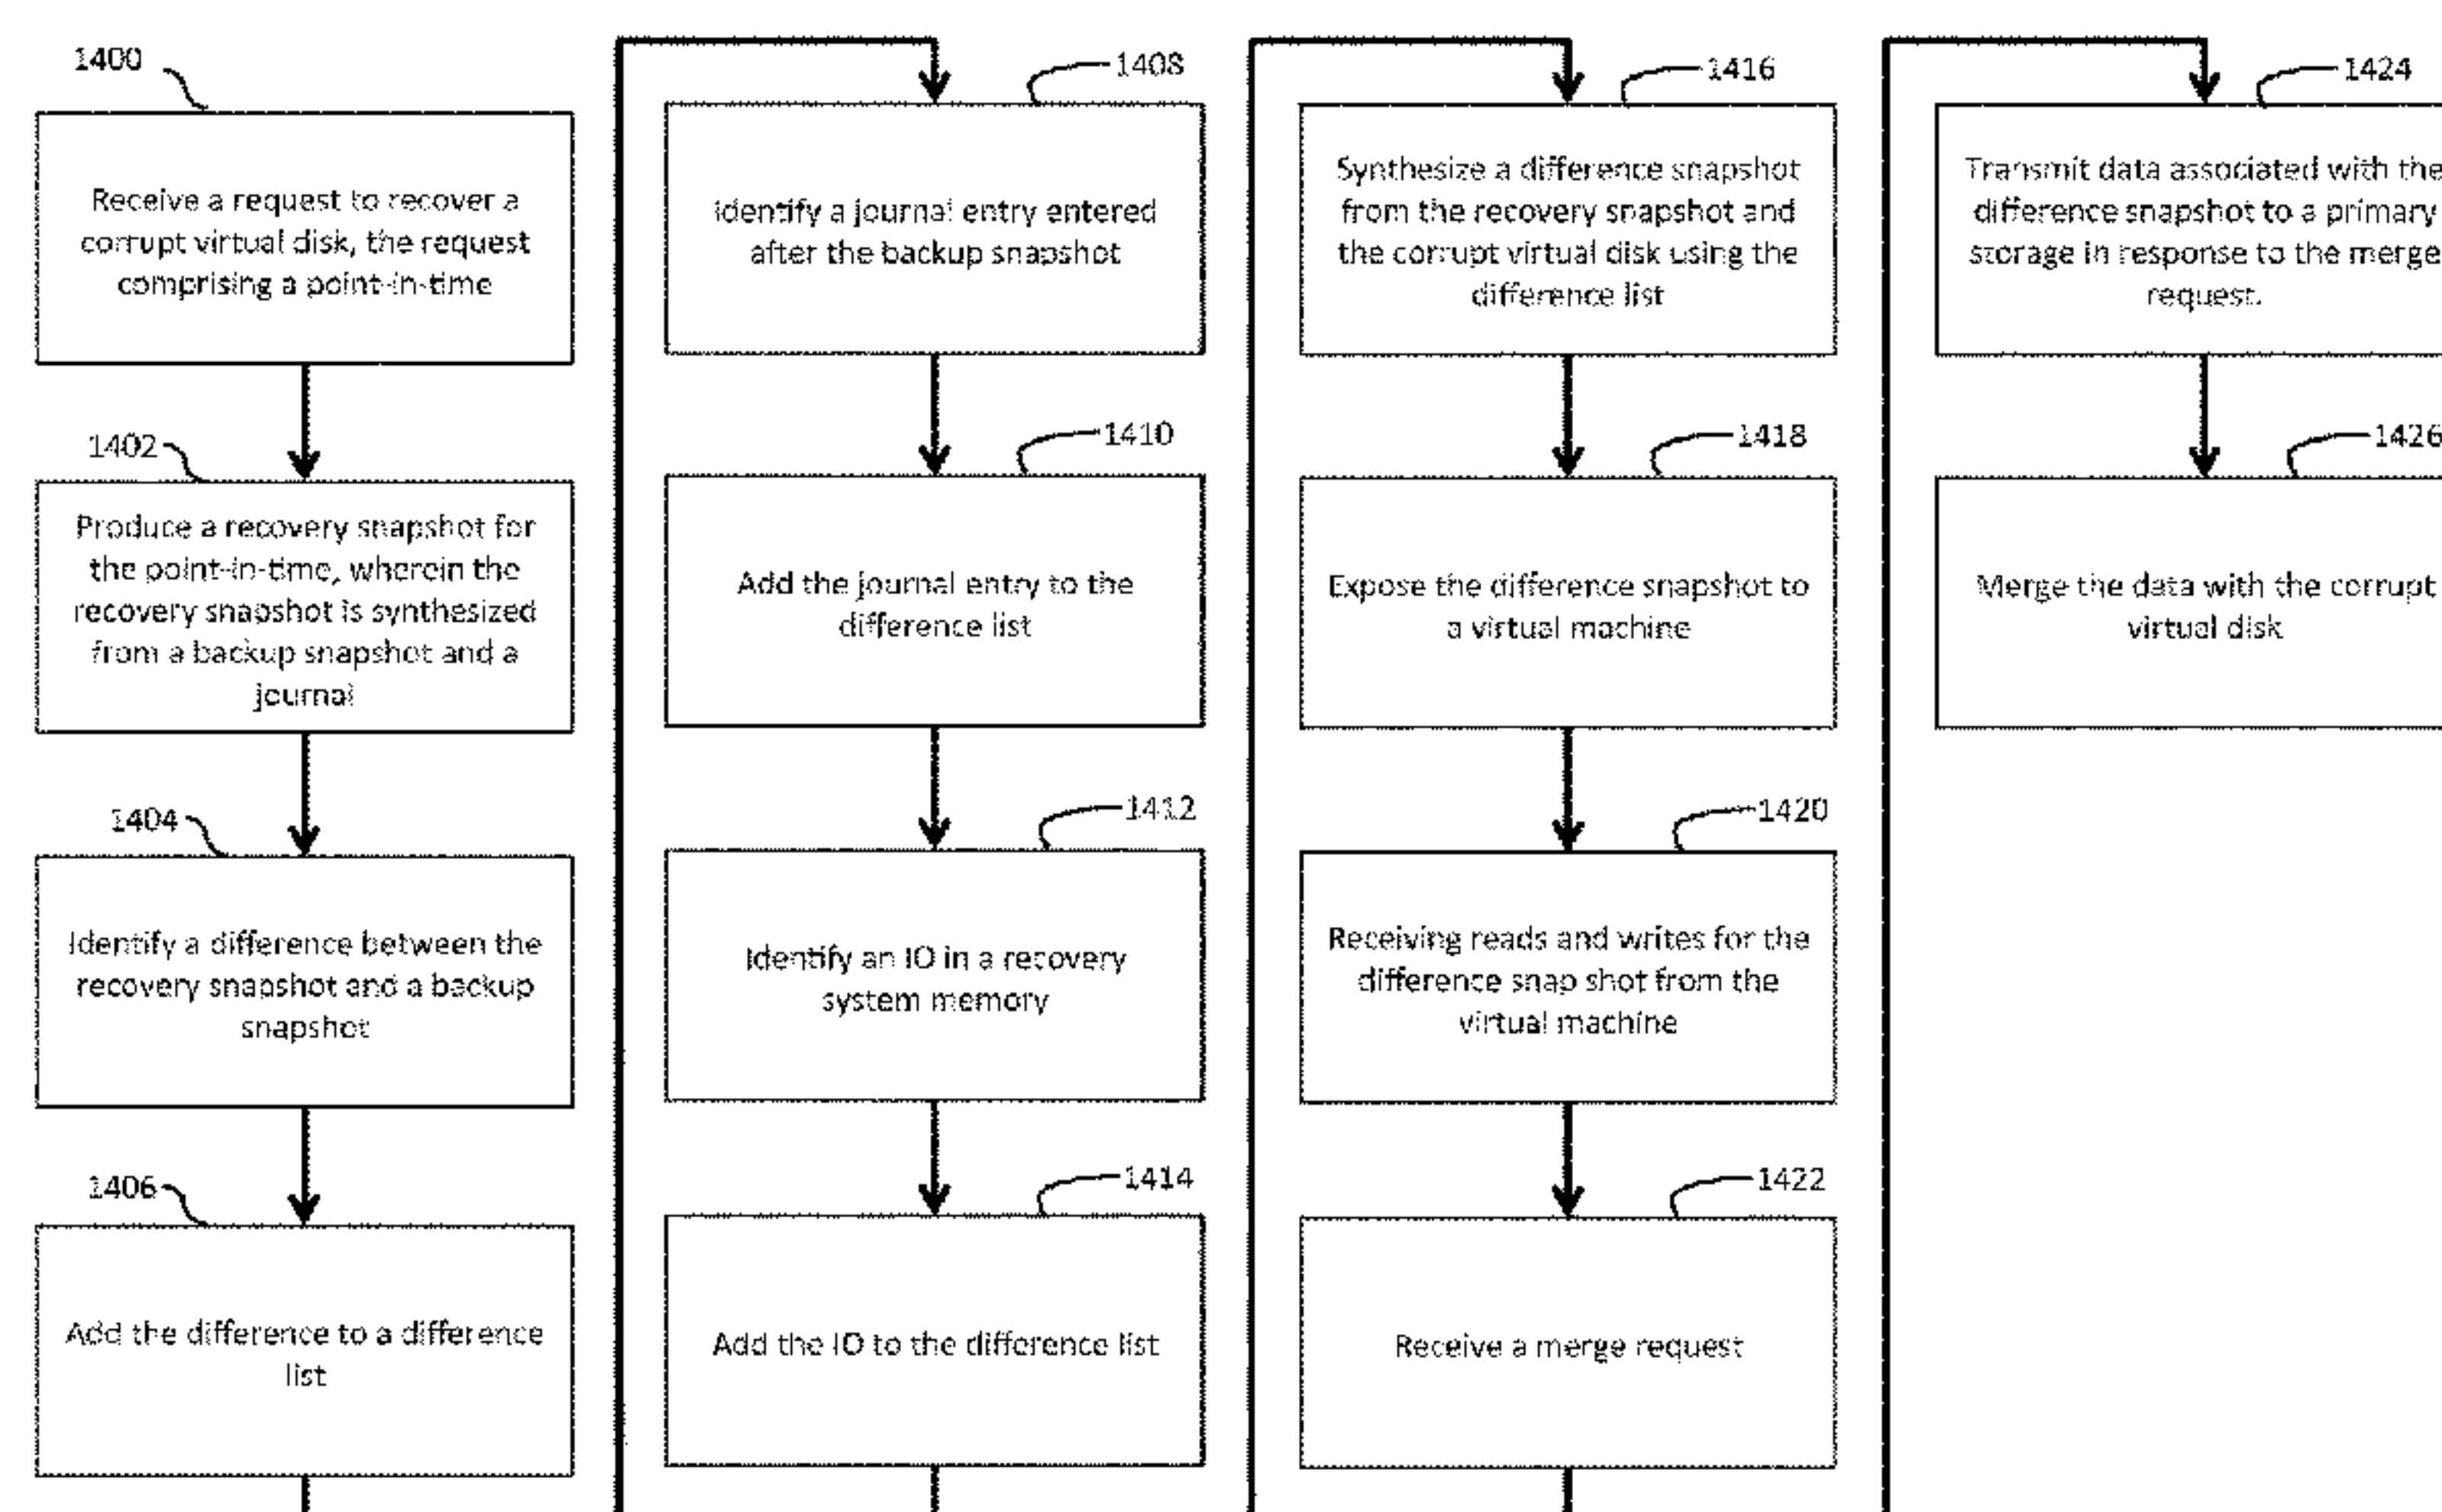 1400
Receive a request to recover a
corrupt virtual disk, the request
comprising a point-in-time
1402
Produce a recovery snapshot for
the point-in-time, wherein the
recovery snapshot is synthesized
from a backup snapshot and a
journal
1404
Identify a difference between the
recovery snapshot and a backup
snapshot
1406
Add the difference to a difference
list
1408
Identify a journal entry entered
after the backup snapshot
1410
Add the journal entry to the
difference list
1412
Identify an IO in a recovery
system memory
1414
Add the IO to the difference list
1416
Synthesize a difference snapshot
from the recovery snapshot and
the corrupt virtual disk using the
difference list
1418
Expose the difference snapshot to
a virtual machine
1420
Receiving reads and writes for the
difference snap shot from the
virtual machine
1422
Receive a merge request
1424
Transmit data associated with the
difference snapshot to a primary
storage in response to the merge
request.
1426
Merge the data with the corrupt
virtual disk